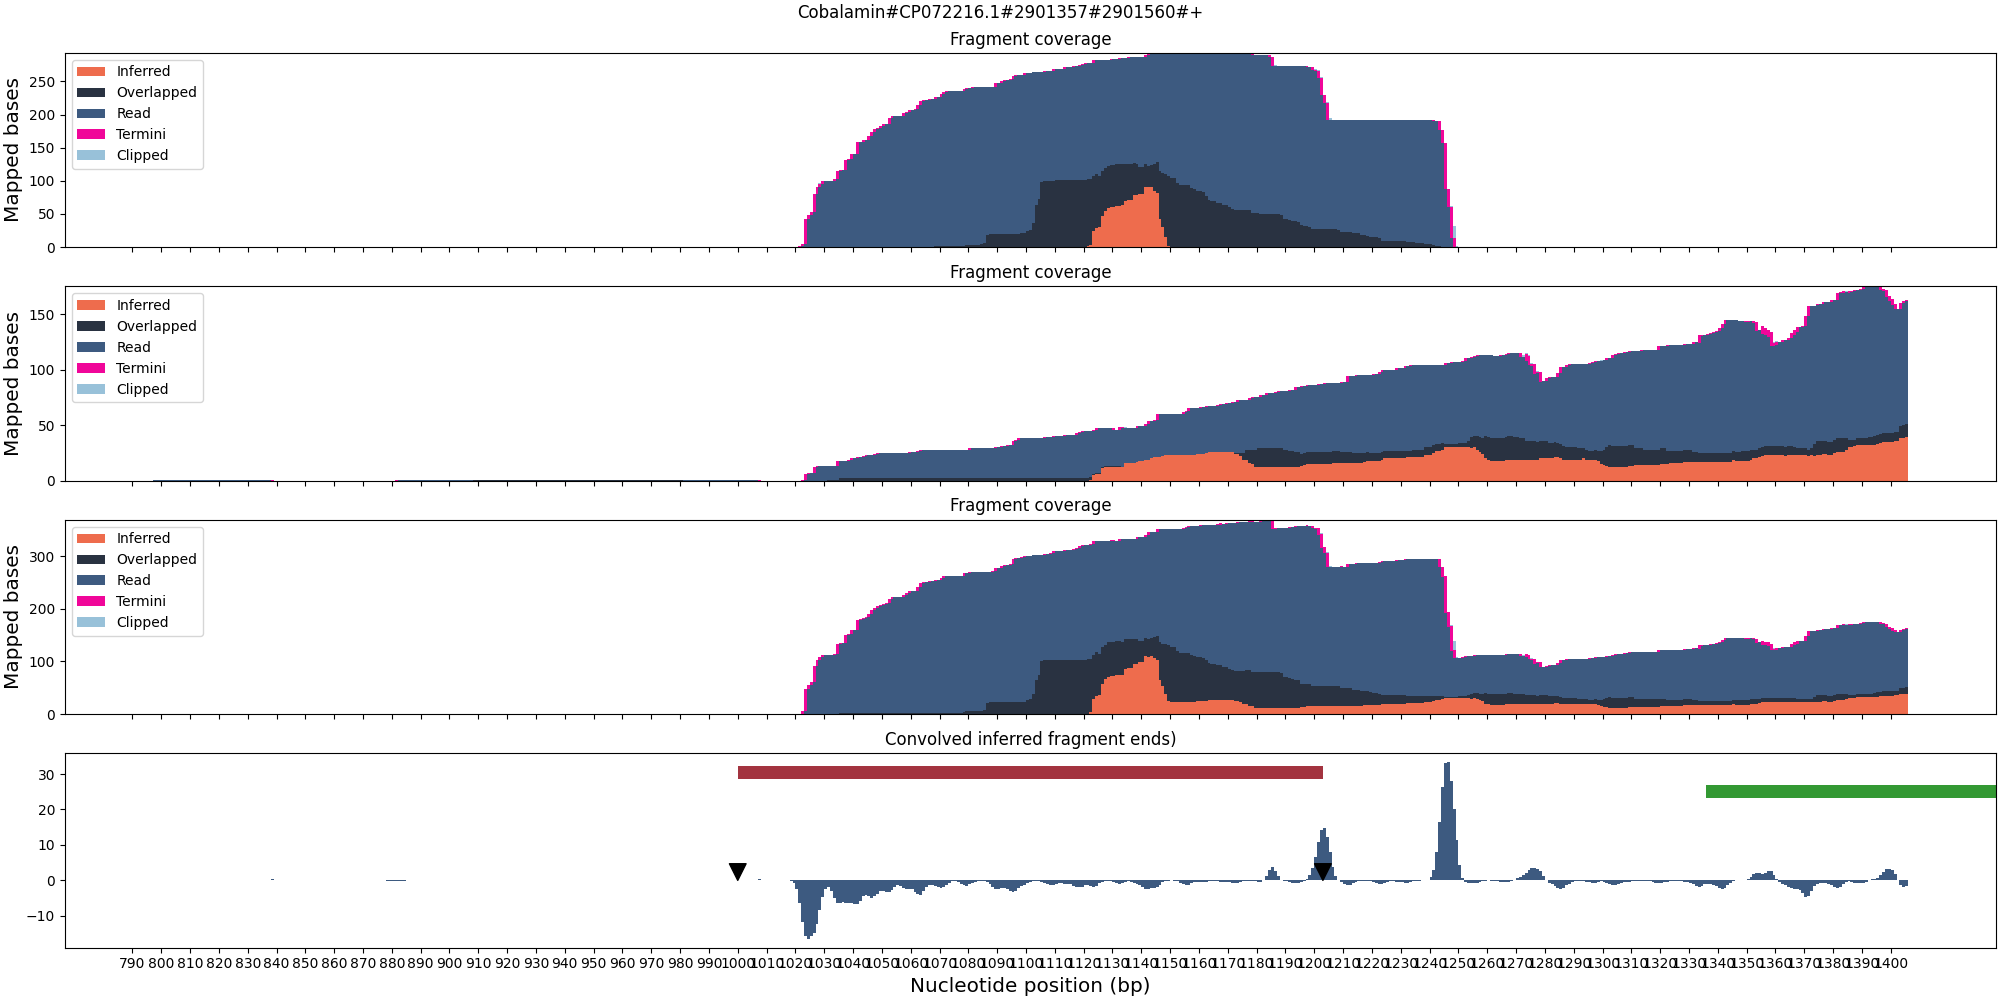 Cobalamin#CP072216.1#2901357#2901560#+
Fragment coverage
Mapped bases
250
200
150
100
50
0
Inferred
Overlapped
Read
Termini
Clipped
Fragment coverage
Mapped bases
150
100
50
0
Inferred
Overlapped
Read
Termini
Clipped
Fragment coverage
Mapped bases
300
200
100
0
Inferred
Overlapped
Read
Termini
Clipped
Convolved inferred fragment ends)
30
20
10
0
−10
790 800 810 820 830 840 850 860 870 880 890 900 910 920 930 940 950 960 970 980 990 1000 1010 1020 1030 1040 1050 1060 1070 1080 1090 1100 1110 1120 1130 1140 1150 1160 1170 1180 1190 1200 1210 1220 1230 1240 1250 1260 1270 1280 1290 1300 1310 1320 1330 1340 1350 1360 1370 1380 1390 1400
Nucleotide position (bp)